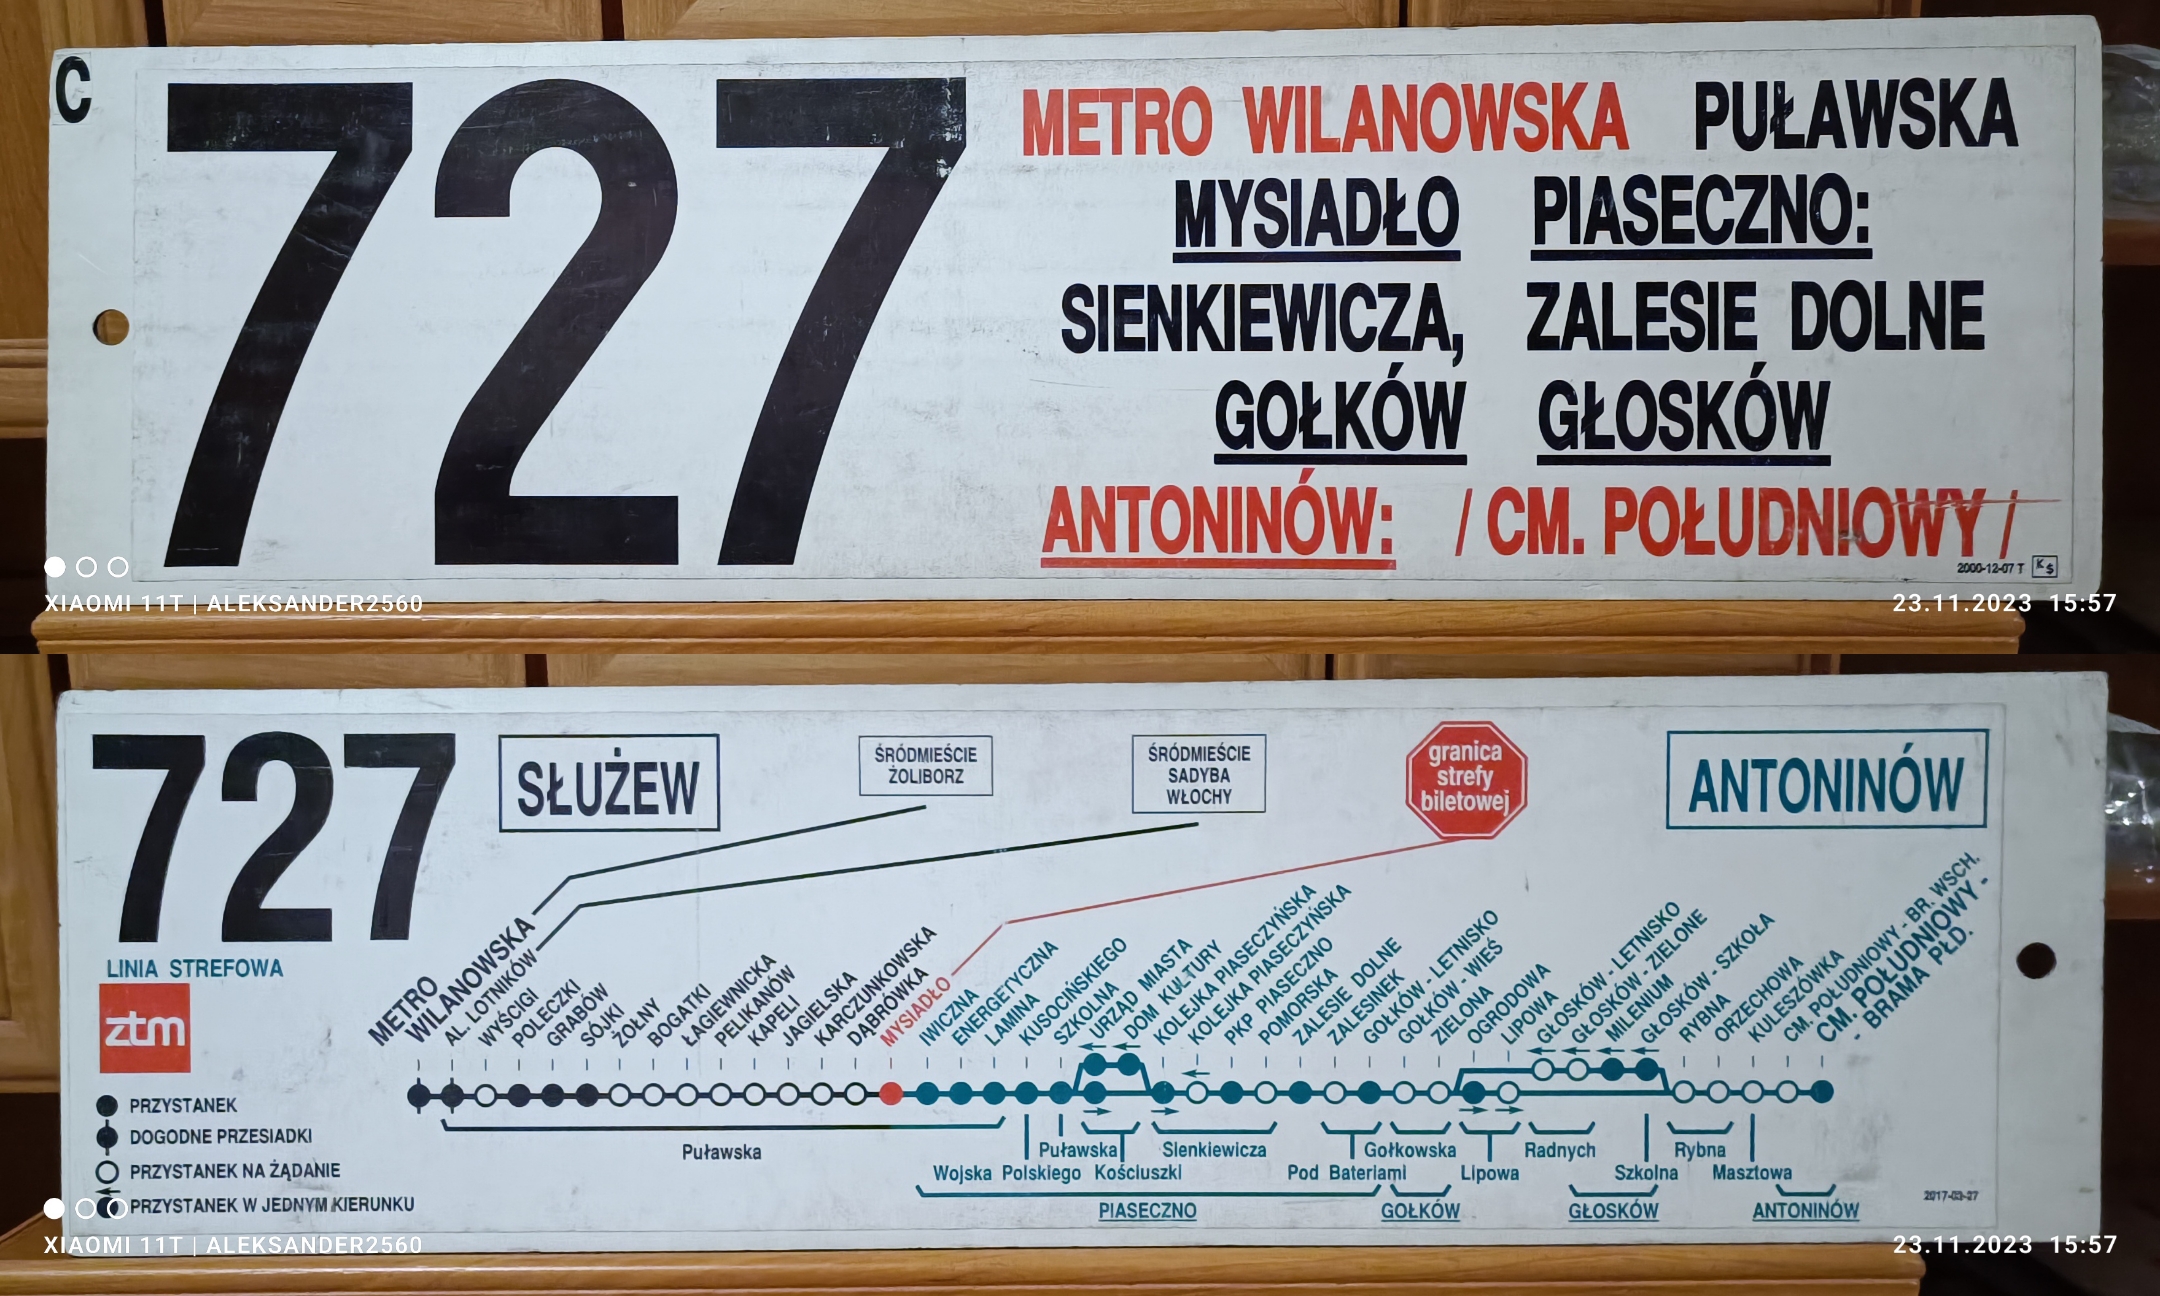 C
727
METRO WILANOWSKA PUŁAWSKA
MYSIADŁO PIASECZNO:
SIENKIEWICZA, ZALESIE DOLNE
GOŁKÓW GŁOSKÓW
ANTONINÓW: / CM. POŁUDNIOWY /
2000-12-07 T KS
XIAOMI 11T | ALEKSANDER2560
23.11.2023 15:57
727
SŁUŻEW
ŚRÓDMIEŚCIE
ŻOLIBORZ
ŚRÓDMIEŚCIE
SADYBA
WŁOCHY
granica
strefy
biletowej
ANTONINÓW
LINIA STREFOWA
ztm
METRO
WILANOWSKA
AL. LOTNIKÓW
WYŚCIGI
POLECZKI
GRABÓW
SÓJKI
ŻOŁNY
BOGATKI
ŁAGIEWNICKA
PELIKANÓW
KAPELI
JAGIELSKA
KARCZUNKOWSKA
DĄBRÓWKA
MYSIADŁO
IWICZNA
ENERGETYCZNA
LAMINA
KUSOCIŃSKIEGO
SZKOLNA
URZĄD MIASTA
DOM KULTURY
KOLEJKA PIASECZYŃSKA
KOLEJKA PIASECZYŃSKA
PKP PIASECZNO
POMORSKA
ZALESIE DOLNE
ZALESINEK
GOŁKÓW - LETNISKO
GOŁKÓW - WIEŚ
ZIELONA
OGRODOWA
LIPOWA
GŁOSKÓW - LETNISKO
GŁOSKÓW - ZIELONE
MILENIUM
GŁOSKÓW - SZKOŁA
RYBNA
ORZECHOWA
KULESZÓWKA
CM. POŁUDNIOWY - BR. WSCH.
CM. POŁUDNIOWY -
- BRAMA PŁD.
PRZYSTANEK
DOGODNE PRZESIADKI
PRZYSTANEK NA ŻĄDANIE
PRZYSTANEK W JEDNYM KIERUNKU
Puławska
Puławska Sienkiewicza Gołkowska Radnych Rybna
Wojska Polskiego Kościuszki Pod Bateriami Lipowa Szkolna Masztowa
PIASECZNO GOŁKÓW GŁOSKÓW ANTONINÓW
2017-03-27
XIAOMI 11T | ALEKSANDER2560
23.11.2023 15:57